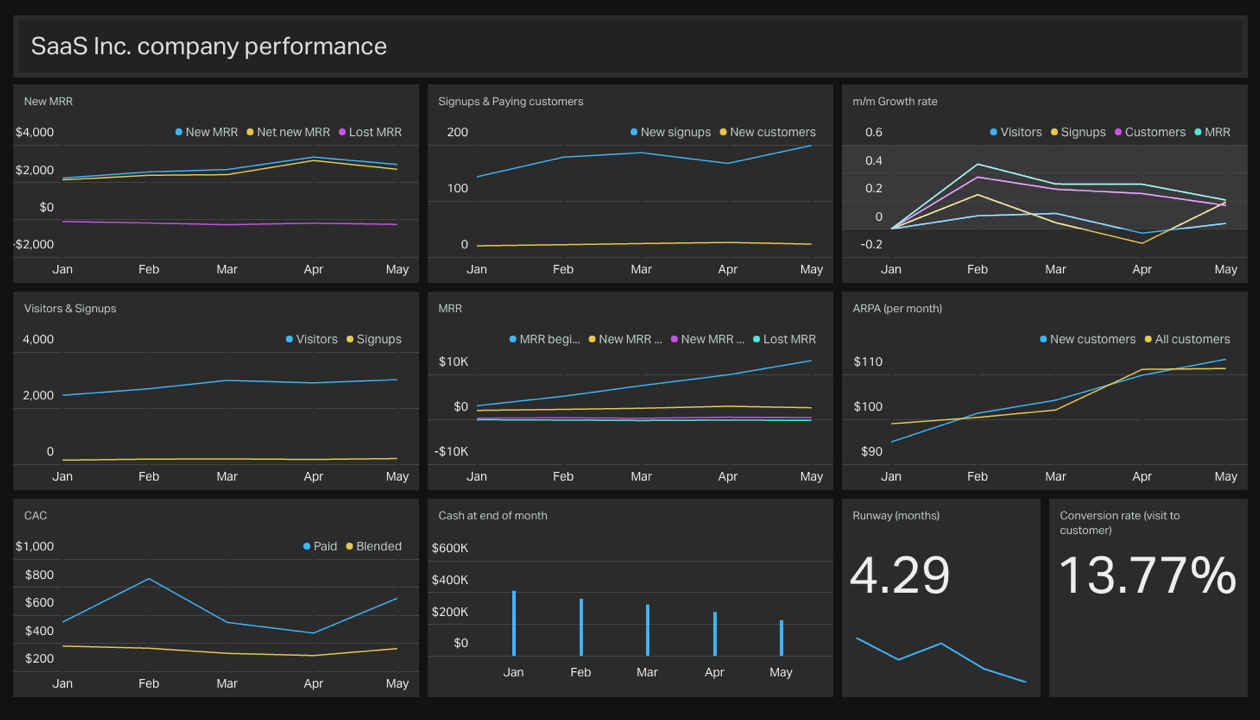 SaaS Inc. company performance
New MRR
New MRR Net new MRR Lost MRR
$4,000
$2,000
$0
-$2,000
Jan Feb Mar Apr May
Signups & Paying customers
New signups New customers
200
100
0
Jan Feb Mar Apr May
m/m Growth rate
Visitors Signups Customers MRR
0.6
0.4
0.2
0
-0.2
Jan Feb Mar Apr May
Visitors & Signups
Visitors Signups
4,000
2,000
0
Jan Feb Mar Apr May
MRR
MRR begi... New MRR ... New MRR ... Lost MRR
$10K
$0
-$10K
Jan Feb Mar Apr May
ARPA (per month)
New customers All customers
$110
$100
$90
Jan Feb Mar Apr May
CAC
Paid Blended
$1,000
$800
$600
$400
$200
Jan Feb Mar Apr May
Cash at end of month
$600K
$400K
$200K
$0
Jan Feb Mar Apr May
Runway (months)
4.29
Conversion rate (visit to
customer)
13.77%